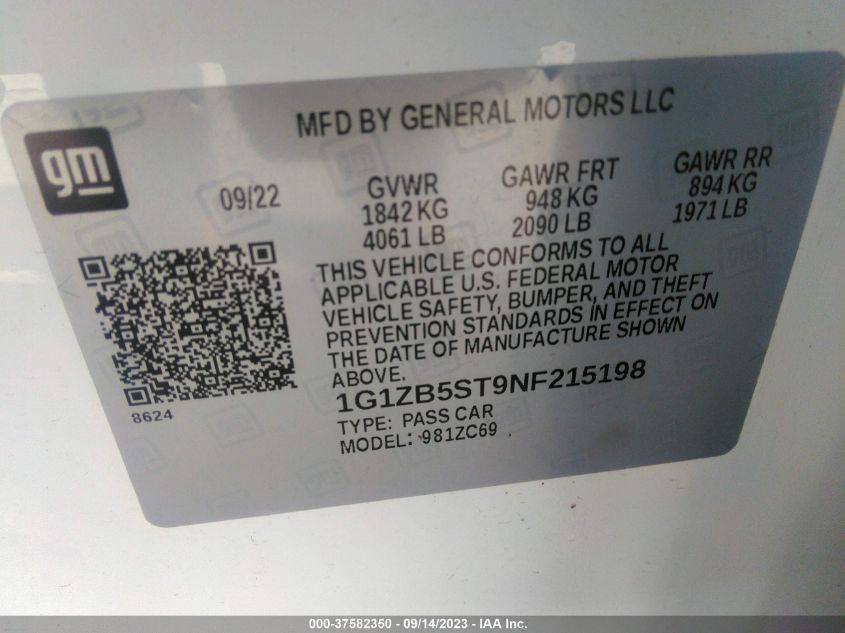 MFD BY GENERAL MOTORS LLC
gm
09/22
GVWR
1842 KG
4061 LB
GAWR FRT
948 KG
2090 LB
GAWR RR
894 KG
1971 LB
THIS VEHICLE CONFORMS TO ALL
APPLICABLE U.S. FEDERAL MOTOR
VEHICLE SAFETY, BUMPER, AND THEFT
PREVENTION STANDARDS IN EFFECT ON
THE DATE OF MANUFACTURE SHOWN
ABOVE.
8624
1G1ZB5ST9NF215198
TYPE: PASS CAR
MODEL: 981ZC69
000-37582350 - 09/14/2023 - IAA Inc.